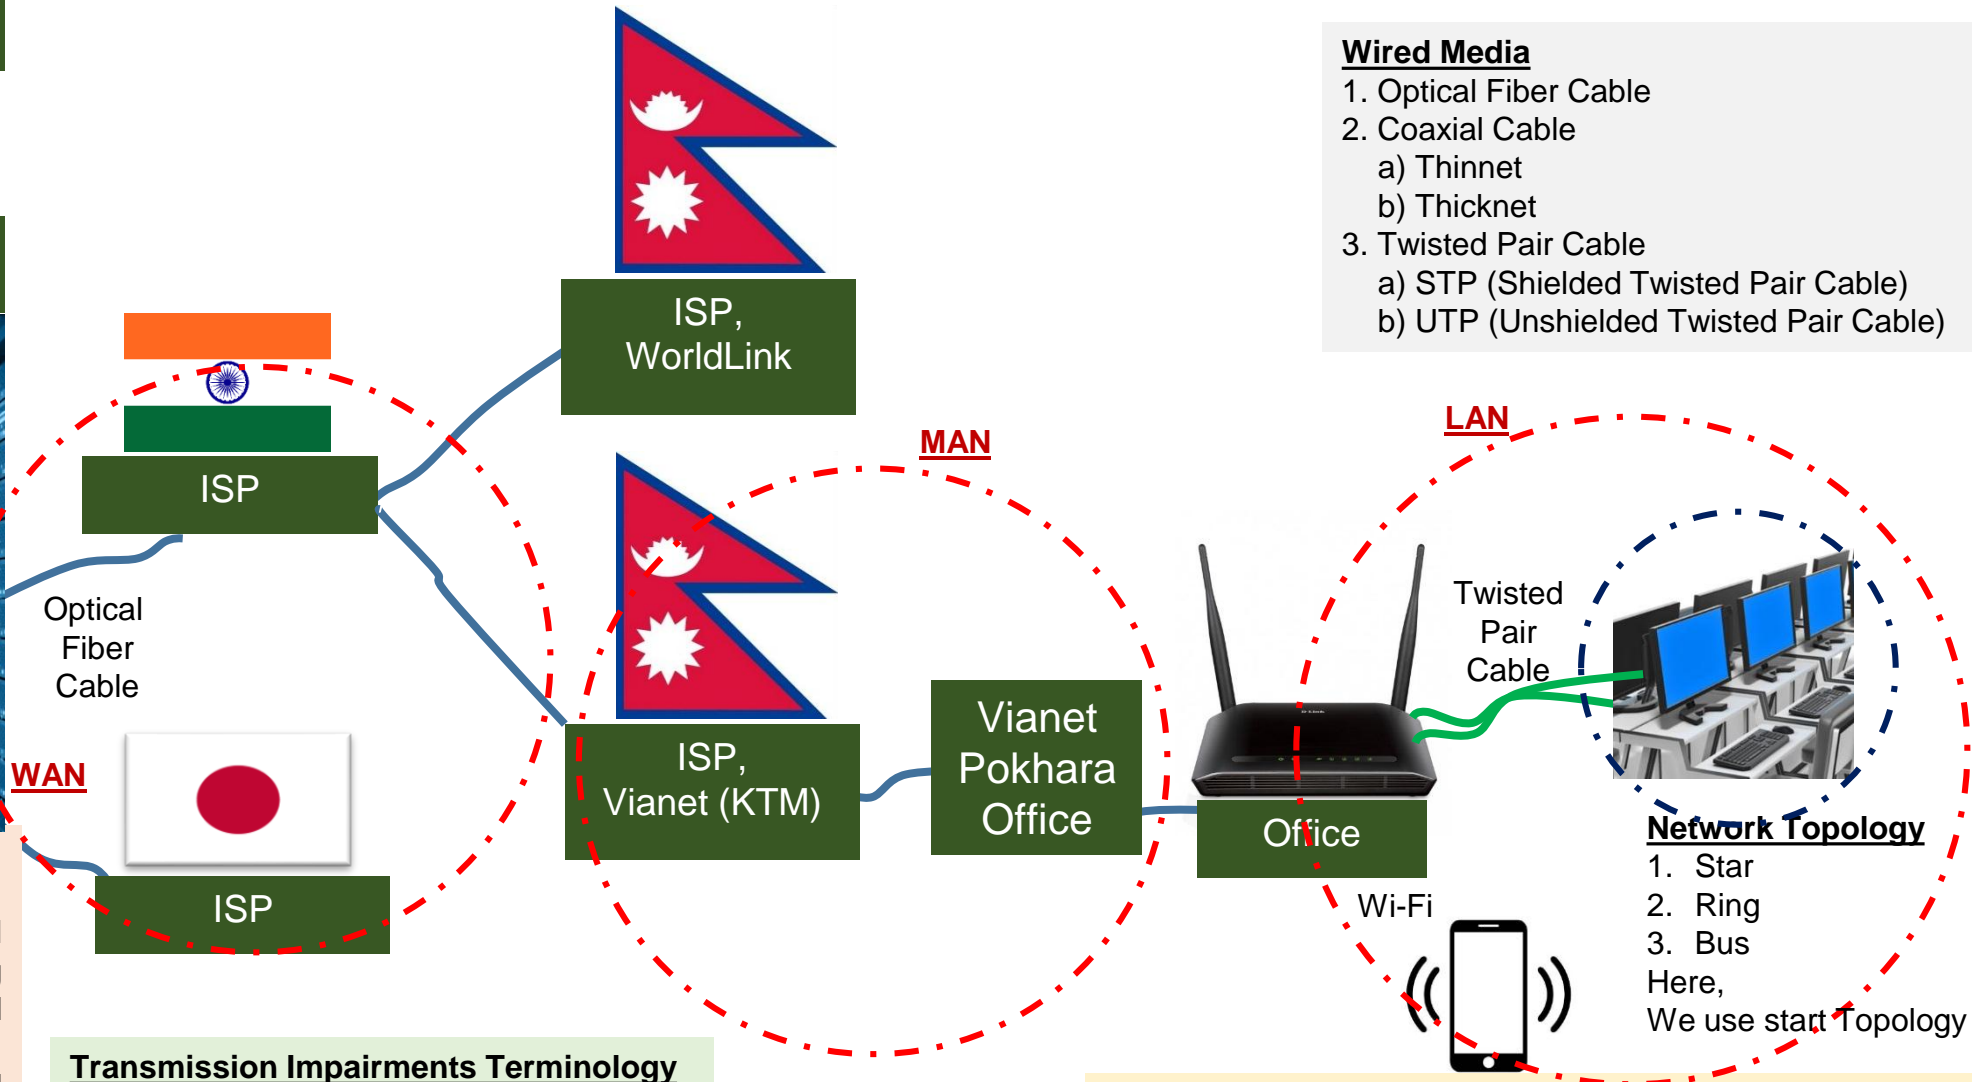 Wired Media
1. Optical Fiber Cable
2. Coaxial Cable
a) Thinnet
b) Thicknet
3. Twisted Pair Cable
a) STP (Shielded Twisted Pair Cable)
b) UTP (Unshielded Twisted Pair Cable)
ISP,
WorldLink
ISP
MAN
LAN
Optical
Fiber
Cable
Twisted
Pair
Cable
WAN
ISP,
Vianet (KTM)
Vianet
Pokhara
Office
D-Link
Office
ISP
Wi-Fi
Network Topology
1. Star
2. Ring
3. Bus
Here,
We use start Topology
Transmission Impairments Terminology